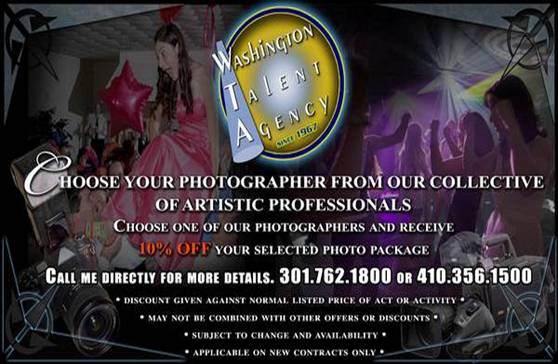 Washington
Talent
Agency
SINCE 1967
CHOOSE YOUR PHOTOGRAPHER FROM OUR COLLECTIVE
OF ARTISTIC PROFESSIONALS
CHOOSE ONE OF OUR PHOTOGRAPHERS AND RECEIVE
10% OFF YOUR SELECTED PHOTO PACKAGE
CALL ME DIRECTLY FOR MORE DETAILS. 301.762.1800 OR 410.356.1500
• DISCOUNT GIVEN AGAINST NORMAL LISTED PRICE OF ACT OR ACTIVITY •
• MAY NOT BE COMBINED WITH OTHER OFFERS OR DISCOUNTS •
• SUBJECT TO CHANGE AND AVAILABILITY •
• APPLICABLE ON NEW CONTRACTS ONLY •